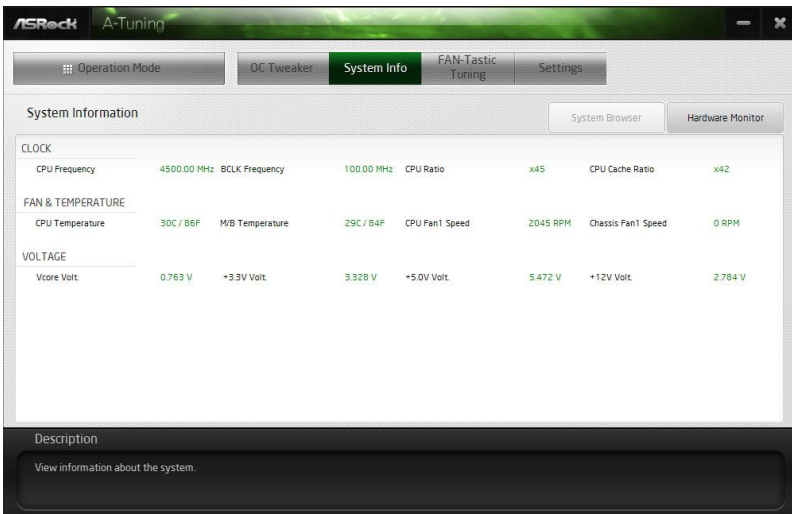 ASRock A-Tuning
Operation Mode OC Tweaker System Info FAN-Tastic Tuning Settings
System Information System Browser Hardware Monitor
CLOCK
CPU Frequency 4500.00 MHz BCLK Frequency 100.00 MHz CPU Ratio x45 CPU Cache Ratio x42
FAN & TEMPERATURE
CPU Temperature 30C / 86F M/B Temperature 29C / 84F CPU Fan1 Speed 2045 RPM Chassis Fan1 Speed 0 RPM
VOLTAGE
Vcore Volt. 0.763 V +3.3V Volt. 3.328 V +5.0V Volt. 5.472 V +12V Volt. 2.784 V
Description
View information about the system.